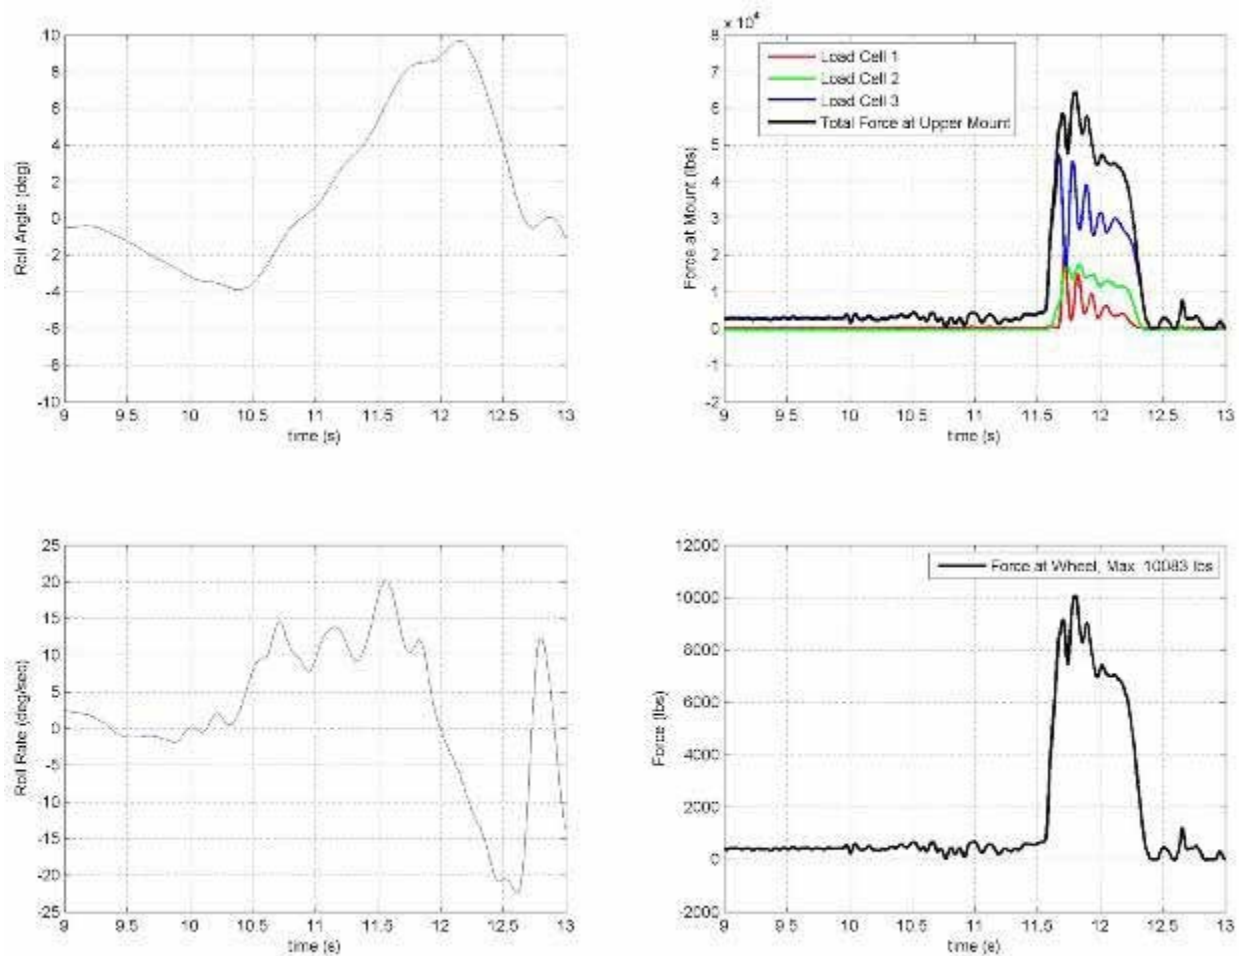 10
8
6
4
2
0
-2
-4
-6
-8
-10
Roll Angle (deg)
9 9.5 10 10.5 11 11.5 12 12.5 13
time (s)
x 10⁴
8
7
6
5
4
3
2
1
0
-1
-2
Force at Mount (lbs)
Load Cell 1
Load Cell 2
Load Cell 3
Total Force at Upper Mount
9 9.5 10 10.5 11 11.5 12 12.5 13
time (s)
25
20
15
10
5
0
-5
-10
-15
-20
-25
Roll Rate (deg/sec)
9 9.5 10 10.5 11 11.5 12 12.5 13
time (s)
12000
10000
8000
6000
4000
2000
0
-2000
Force (lbs)
Force at Wheel, Max 10083 lbs
9 9.5 10 10.5 11 11.5 12 12.5 13
time (s)